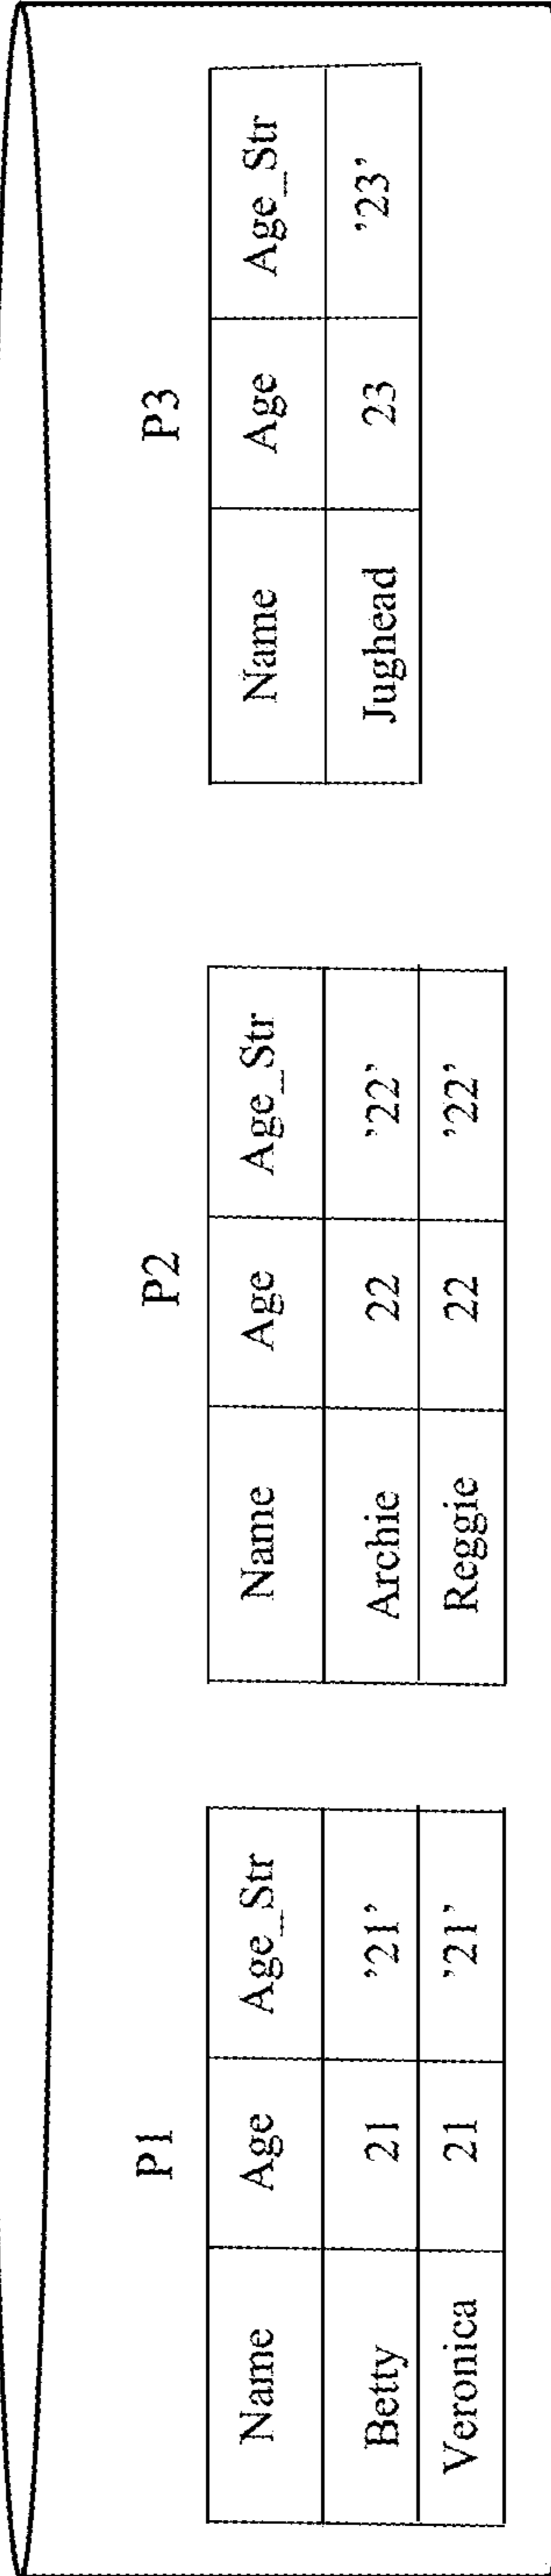 P1
Name Age Age_Str
Betty 21 ’21’
Veronica 21 ’21’
P2
Name Age Age_Str
Archie 22 ’22’
Reggie 22 ’22’
P3
Name Age Age_Str
Jughead 23 ’23’